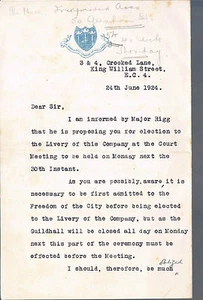 3 & 4, Crooked Lane,
King William Street,
E.C. 4.
24th June 1924.
Dear Sir,
I am informed by Major Rigg
that he is proposing you for election
to the Livery of this Company at the Court
Meeting to be held on Monday next the
30th Instant.
As you are possibly aware it is
necessary to be first admitted to the
Freedom of the City before being elected
to the Livery of the Company, but as the
Guildhall will be closed all day on Monday
next this part of the ceremony must be
effected before the Meeting.
obliged
I should, therefore, be much